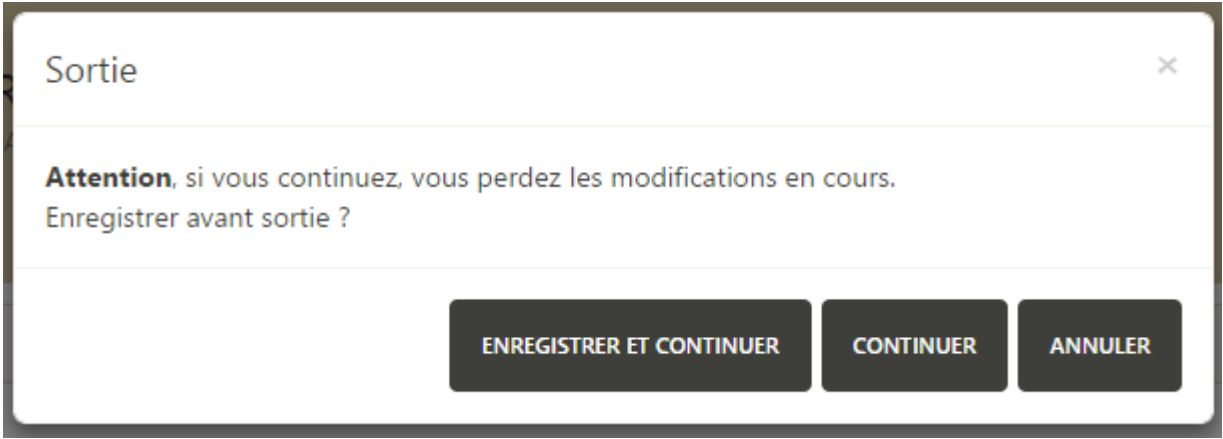 Sortie ×
Attention, si vous continuez, vous perdez les modifications en cours.
Enregistrer avant sortie ?
ENREGISTRER ET CONTINUER CONTINUER ANNULER